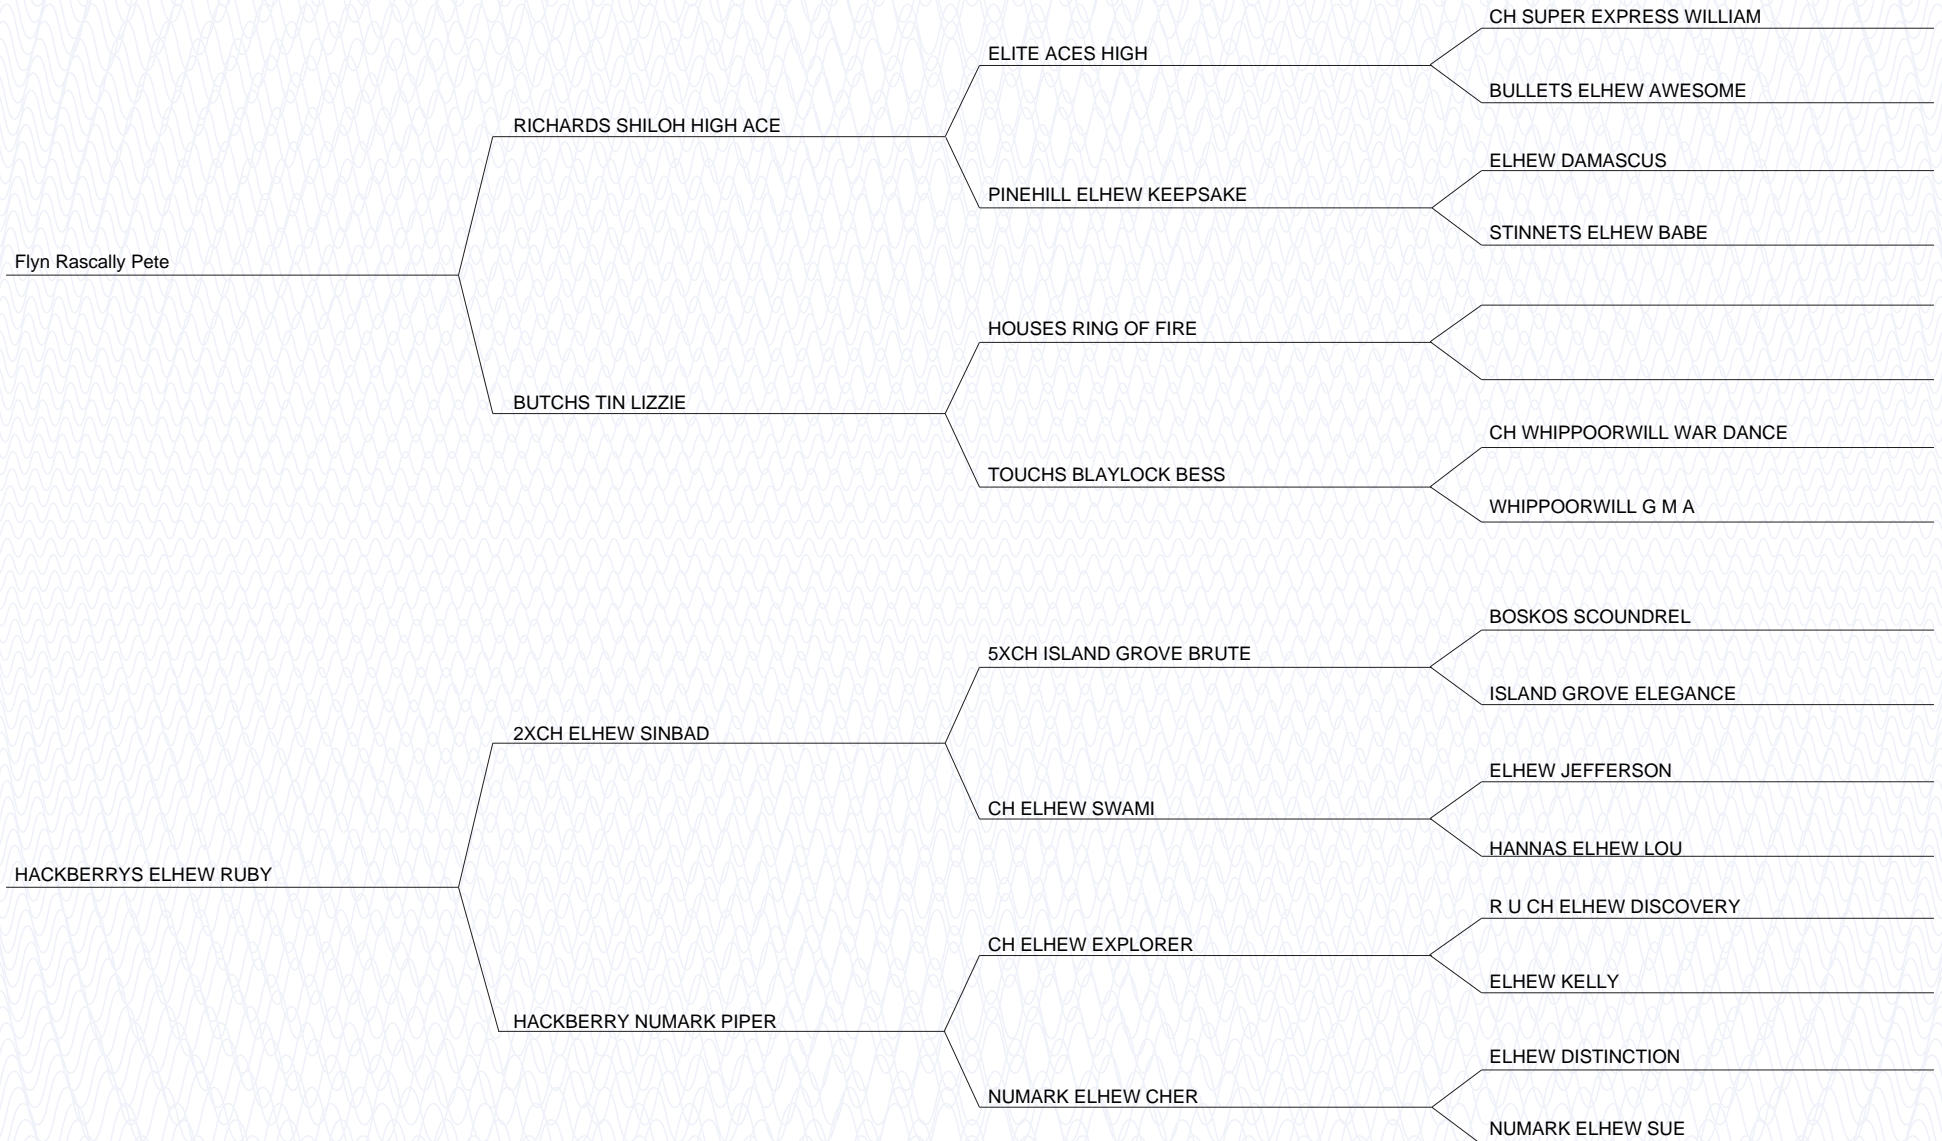 CH SUPER EXPRESS WILLIAM
ELITE ACES HIGH
BULLETS ELHEW AWESOME
RICHARDS SHILOH HIGH ACE
ELHEW DAMASCUS
PINEHILL ELHEW KEEPSAKE
STINNETS ELHEW BABE
Flyn Rascally Pete
HOUSES RING OF FIRE
BUTCHS TIN LIZZIE
CH WHIPPOORWILL WAR DANCE
TOUCHS BLAYLOCK BESS
WHIPPOORWILL G M A
BOSKOS SCOUNDREL
5XCH ISLAND GROVE BRUTE
ISLAND GROVE ELEGANCE
2XCH ELHEW SINBAD
ELHEW JEFFERSON
CH ELHEW SWAMI
HANNAS ELHEW LOU
HACKBERRYS ELHEW RUBY
R U CH ELHEW DISCOVERY
CH ELHEW EXPLORER
ELHEW KELLY
HACKBERRY NUMARK PIPER
ELHEW DISTINCTION
NUMARK ELHEW CHER
NUMARK ELHEW SUE